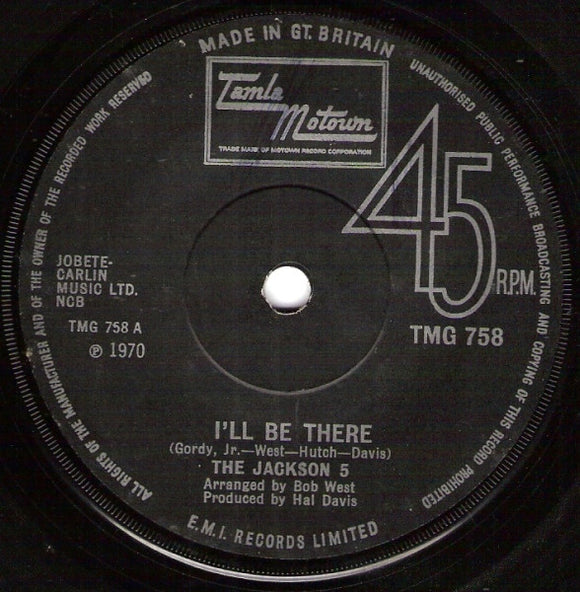 MADE IN GT. BRITAIN
UNAUTHORISED PUBLIC PERFORMANCE BROADCASTING AND COPYING OF THIS RECORD PROHIBITED
ALL RIGHTS OF THE MANUFACTURER AND OF THE OWNER OF THE RECORDED WORK RESERVED
Tamla
Motown
TRADE MARK OF MOTOWN RECORD CORPORATION
45
R.P.M.
JOBETE-
CARLIN
MUSIC LTD.
NCB
TMG 758 A
℗ 1970
TMG 758
I'LL BE THERE
(Gordy, Jr.—West—Hutch—Davis)
THE JACKSON 5
Arranged by Bob West
Produced by Hal Davis
E.M.I. RECORDS LIMITED